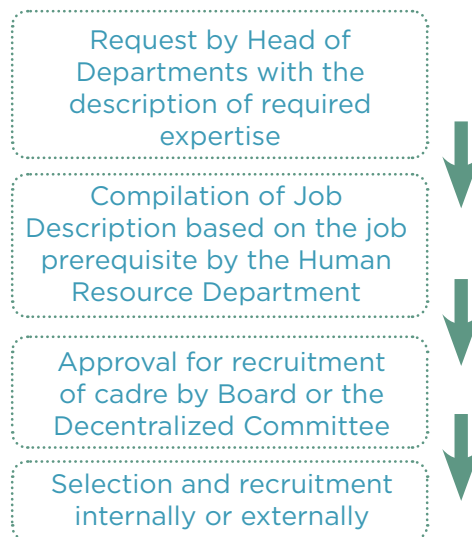 Request by Head of
Departments with the
description of required
expertise
Compilation of Job
Description based on the job
prerequisite by the Human
Resource Department
Approval for recruitment
of cadre by Board or the
Decentralized Committee
Selection and recruitment
internally or externally